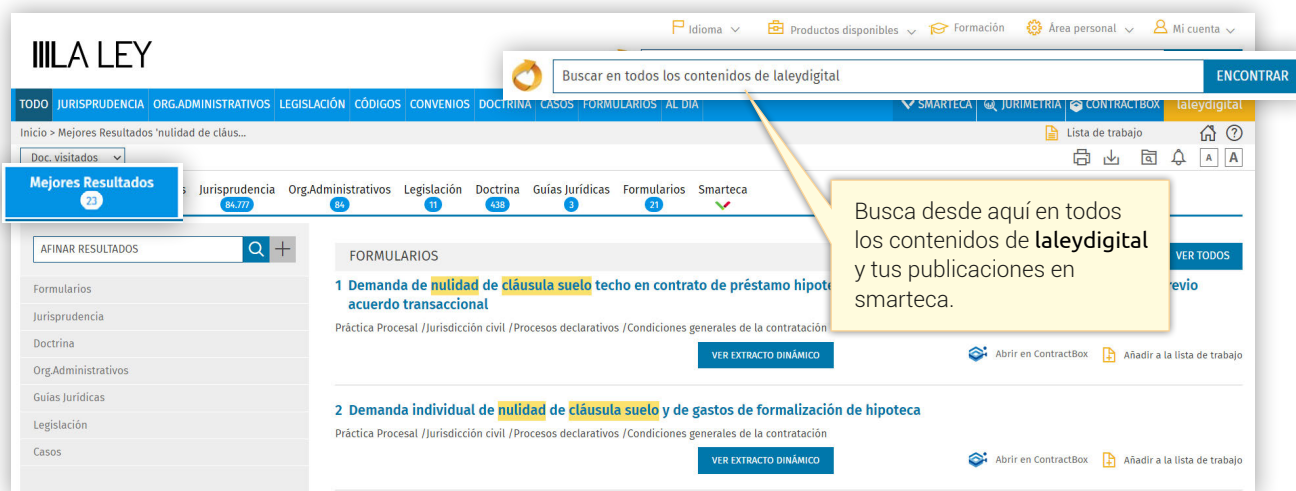 Idioma Productos disponibles Formación Área personal Mi cuenta
LA LEY
Buscar en todos los contenidos de laleydigital ENCONTRAR
TODO JURISPRUDENCIA ORG.ADMINISTRATIVOS LEGISLACIÓN CÓDIGOS CONVENIOS DOCTRINA CASOS FORMULARIOS AL DÍA SMARTECA JURIMETRÍA CONTRACTBOX laleydigital
Inicio > Mejores Resultados 'nulidad de cláus... Lista de trabajo
Doc. visitados A A
Mejores Resultados s Jurisprudencia Org.Administrativos Legislación Doctrina Guías Jurídicas Formularios Smarteca
23 84.777 84 11 438 3 21
Busca desde aquí en todos
los contenidos de laleydigital
y tus publicaciones en
smarteca.
AFINAR RESULTADOS
Formularios
Jurisprudencia
Doctrina
Org.Administrativos
Guías Jurídicas
Legislación
Casos
FORMULARIOS VER TODOS
1 Demanda de nulidad de cláusula suelo techo en contrato de préstamo hipote revio
acuerdo transaccional
Práctica Procesal /Jurisdicción civil /Procesos declarativos /Condiciones generales de la contratación
VER EXTRACTO DINÁMICO Abrir en ContractBox Añadir a la lista de trabajo
2 Demanda individual de nulidad de cláusula suelo y de gastos de formalización de hipoteca
Práctica Procesal /Jurisdicción civil /Procesos declarativos /Condiciones generales de la contratación
VER EXTRACTO DINÁMICO Abrir en ContractBox Añadir a la lista de trabajo